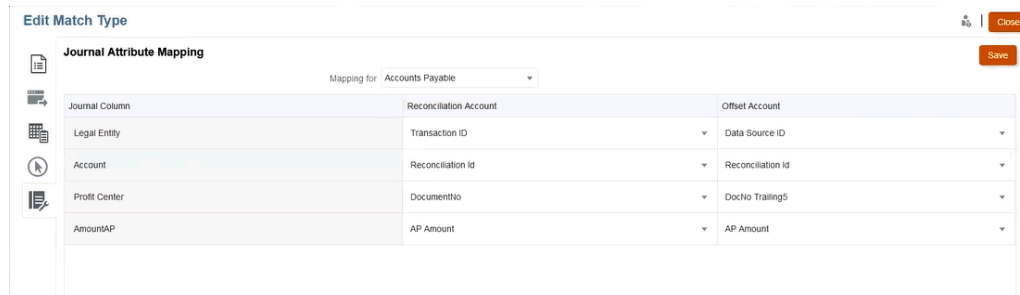 Edit Match Type
Close
Journal Attribute Mapping
Save
Mapping for Accounts Payable
Journal Column Reconciliation Account Offset Account
Legal Entity Transaction ID Data Source ID
Account Reconciliation Id Reconciliation Id
Profit Center DocumentNo DocNo Trailing5
AmountAP AP Amount AP Amount